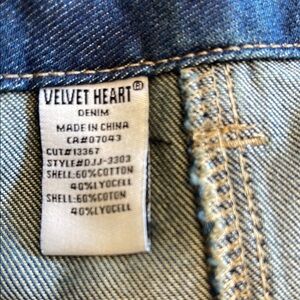 VELVET HEART®
DENIM
MADE IN CHINA
CA#07043
CUT#13367
STYLE#DJJ-3303
SHELL:60%COTTON
40%LYOCELL
SHELL:60%COTON
40%LYOCELL